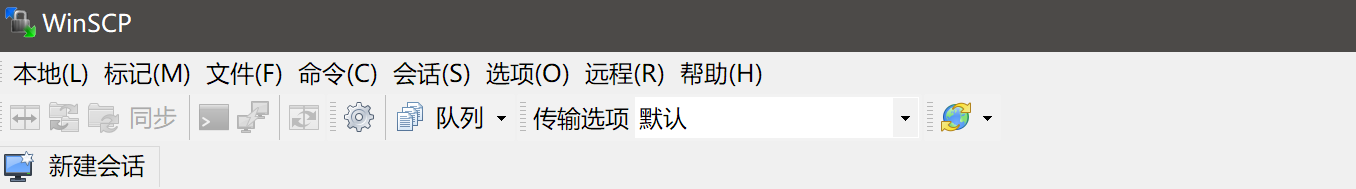 WinSCP
本地(L) 标记(M) 文件(F) 命令(C) 会话(S) 选项(O) 远程(R) 帮助(H)
同步 队列 传输选项 默认
新建会话